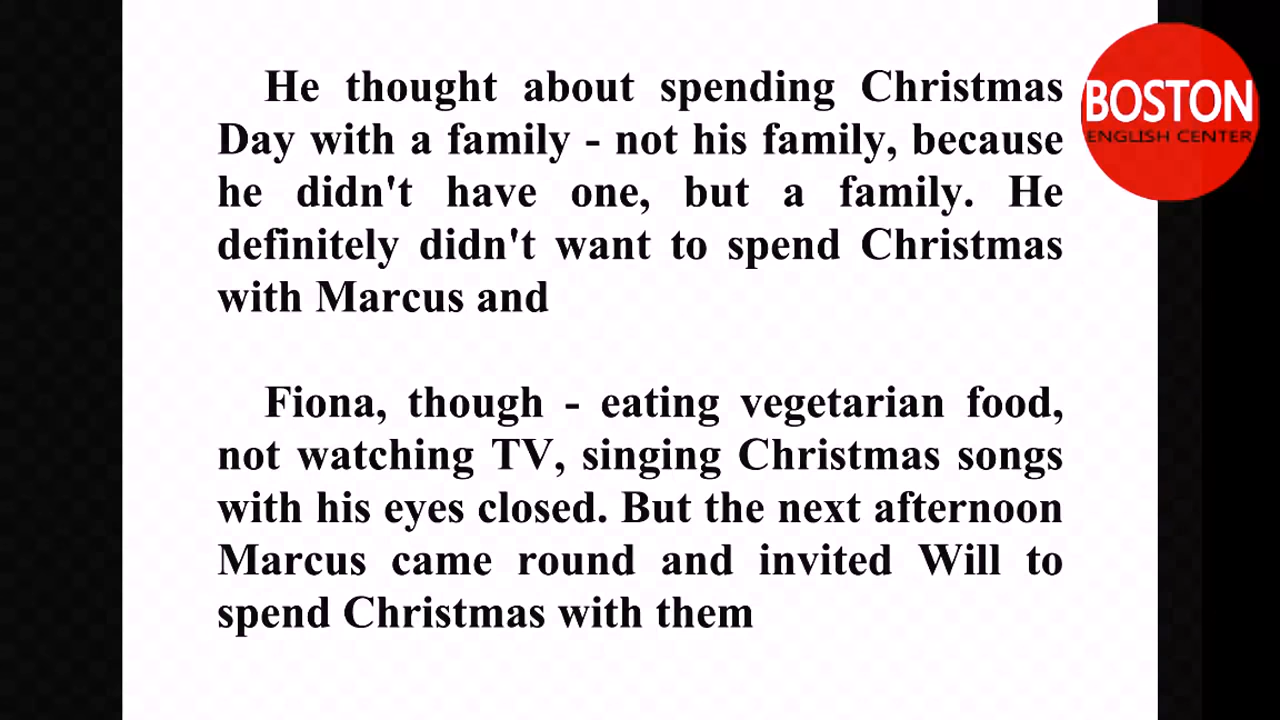 He thought about spending Christmas
Day with a family - not his family, because
he didn't have one, but a family. He
definitely didn't want to spend Christmas
with Marcus and
Fiona, though - eating vegetarian food,
not watching TV, singing Christmas songs
with his eyes closed. But the next afternoon
Marcus came round and invited Will to
spend Christmas with them
BOSTON
ENGLISH CENTER